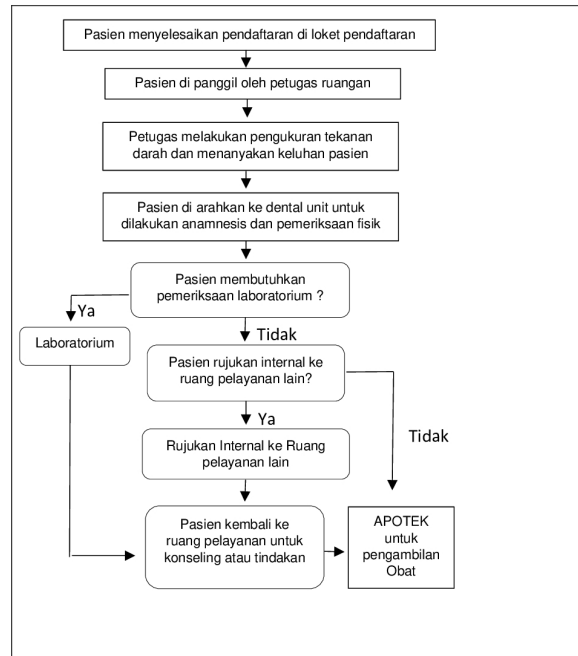 Pasien menyelesaikan pendaftaran di loket pendaftaran
Pasien di panggil oleh petugas ruangan
Petugas melakukan pengukuran tekanan
darah dan menanyakan keluhan pasien
Pasien di arahkan ke dental unit untuk
dilakukan anamnesis dan pemeriksaan fisik
Pasien membutuhkan
pemeriksaan laboratorium ?
Ya
Laboratorium
Tidak
Pasien rujukan internal ke
ruang pelayanan lain?
Ya
Tidak
Rujukan Internal ke Ruang
pelayanan lain
Pasien kembali ke
ruang pelayanan untuk
konseling atau tindakan
APOTEK
untuk
pengambilan
Obat